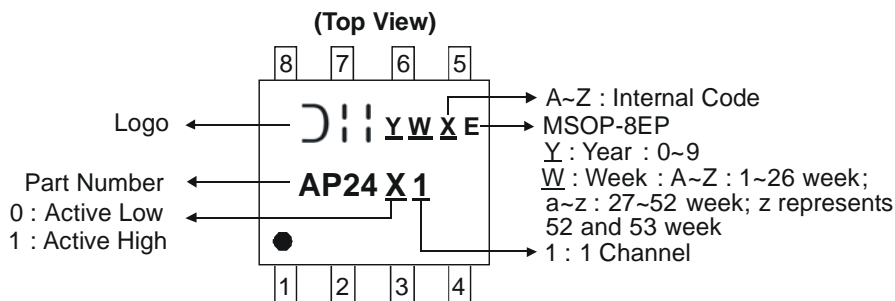 (Top View)
8 7 6 5
Logo
Y W X E
A~Z : Internal Code
MSOP-8EP
Y : Year : 0~9
W : Week : A~Z : 1~26 week;
a~z : 27~52 week; z represents
52 and 53 week
Part Number
AP24 X 1
0 : Active Low
1 : Active High
1 : 1 Channel
1 2 3 4